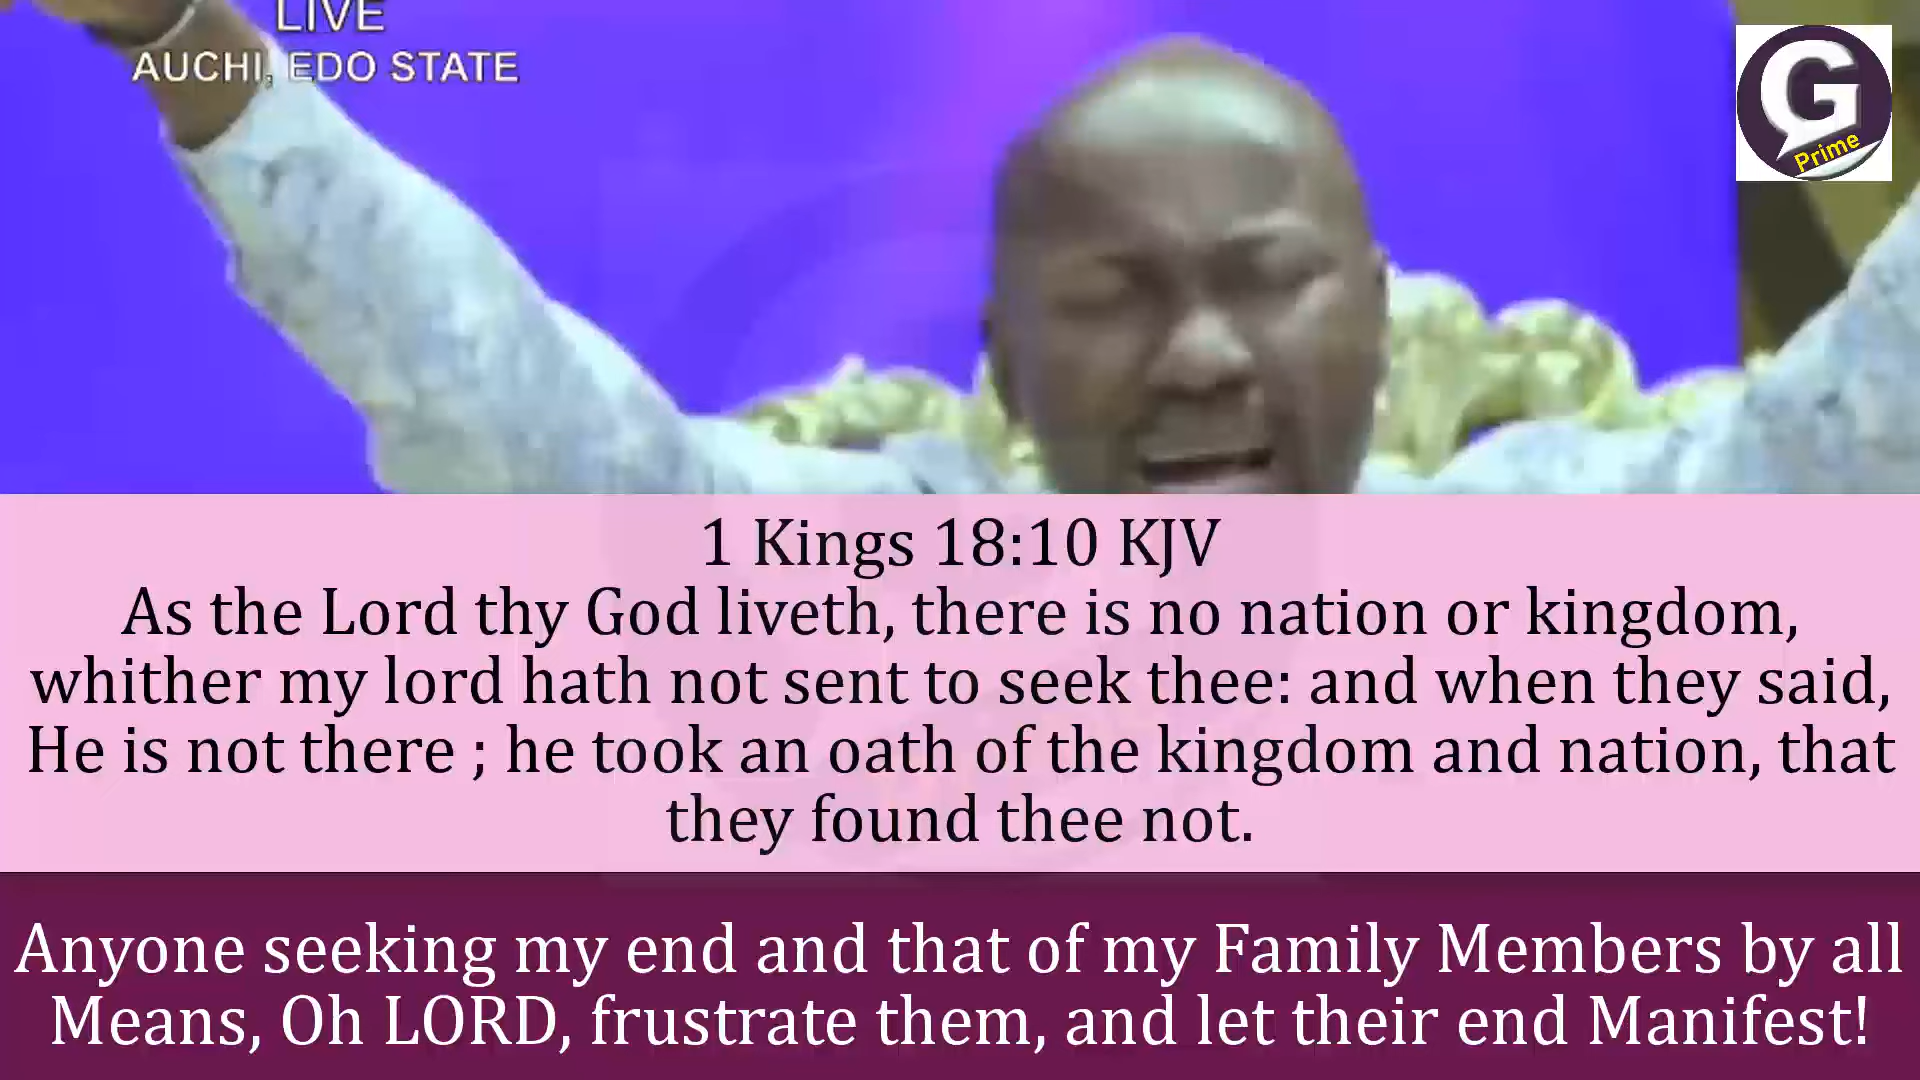 LIVE
AUCHI, EDO STATE
G
Prime
1 Kings 18:10 KJV
As the Lord thy God liveth, there is no nation or kingdom,
whither my lord hath not sent to seek thee: and when they said,
He is not there ; he took an oath of the kingdom and nation, that
they found thee not.
Anyone seeking my end and that of my Family Members by all
Means, Oh LORD, frustrate them, and let their end Manifest!